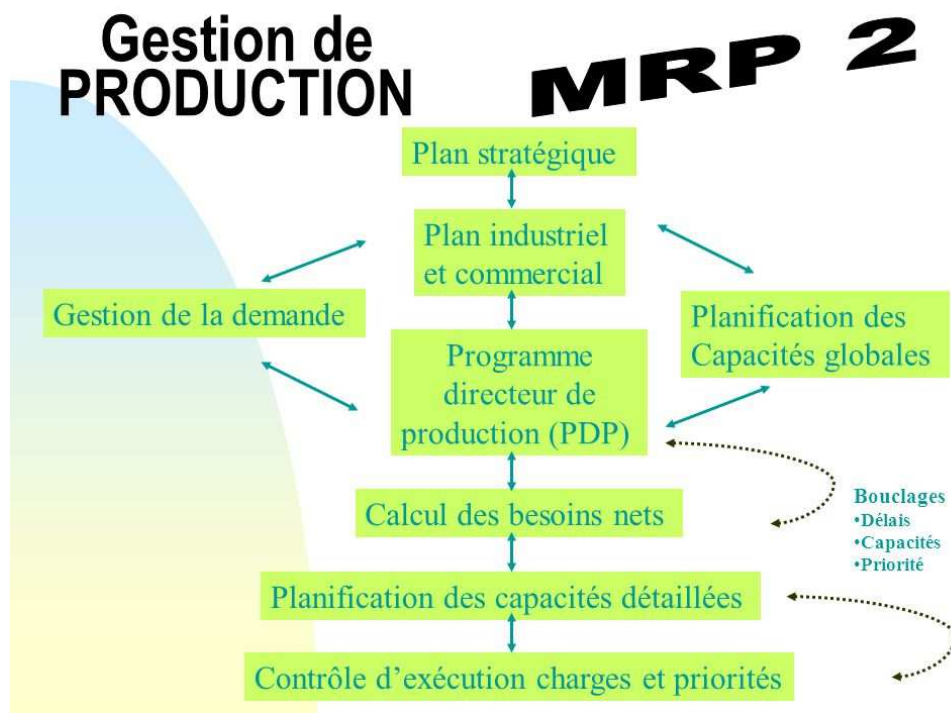 Gestion de
PRODUCTION
MRP 2
Plan stratégique
Plan industriel
et commercial
Gestion de la demande
Planification des
Capacités globales
Programme
directeur de
production (PDP)
Calcul des besoins nets
Bouclages
•Délais
•Capacités
•Priorité
Planification des capacités détaillées
Contrôle d’exécution charges et priorités